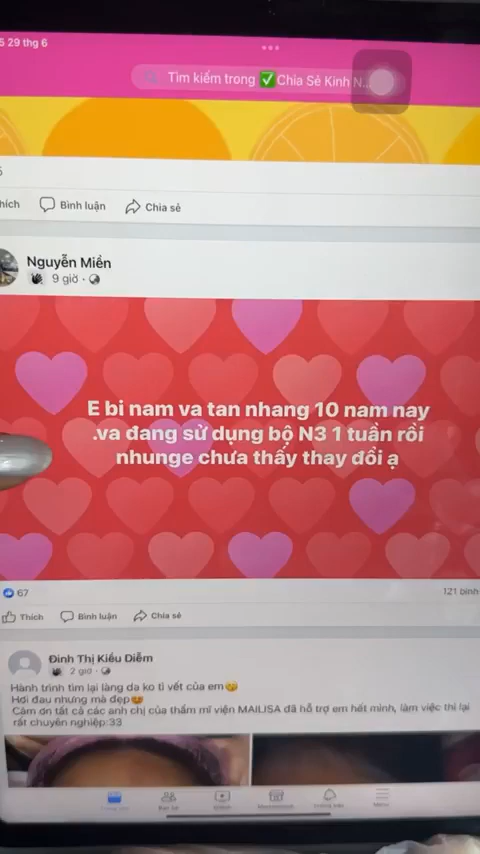 29 thg 6
Tìm kiếm trong ✅ Chia Sẻ Kinh N...
Bình luận
Chia sẻ
Nguyễn Miền
9 giờ
E bi nam va tan nhang 10 nam nay
.va đang sử dụng bộ N3 1 tuần rồi
nhunge chưa thấy thay đổi ạ
67
121 bình
Thích
Bình luận
Chia sẻ
Đinh Thị Kiều Diễm
2 giờ
Hành trình tìm lại làng da ko tì vết của em
Hơi đau nhưng mà đẹp
Cảm ơn tất cả các anh chị của thẩm mĩ viện MAILISA đã hỗ trợ em hết mình, làm việc thì lại
rất chuyên nghiệp:33